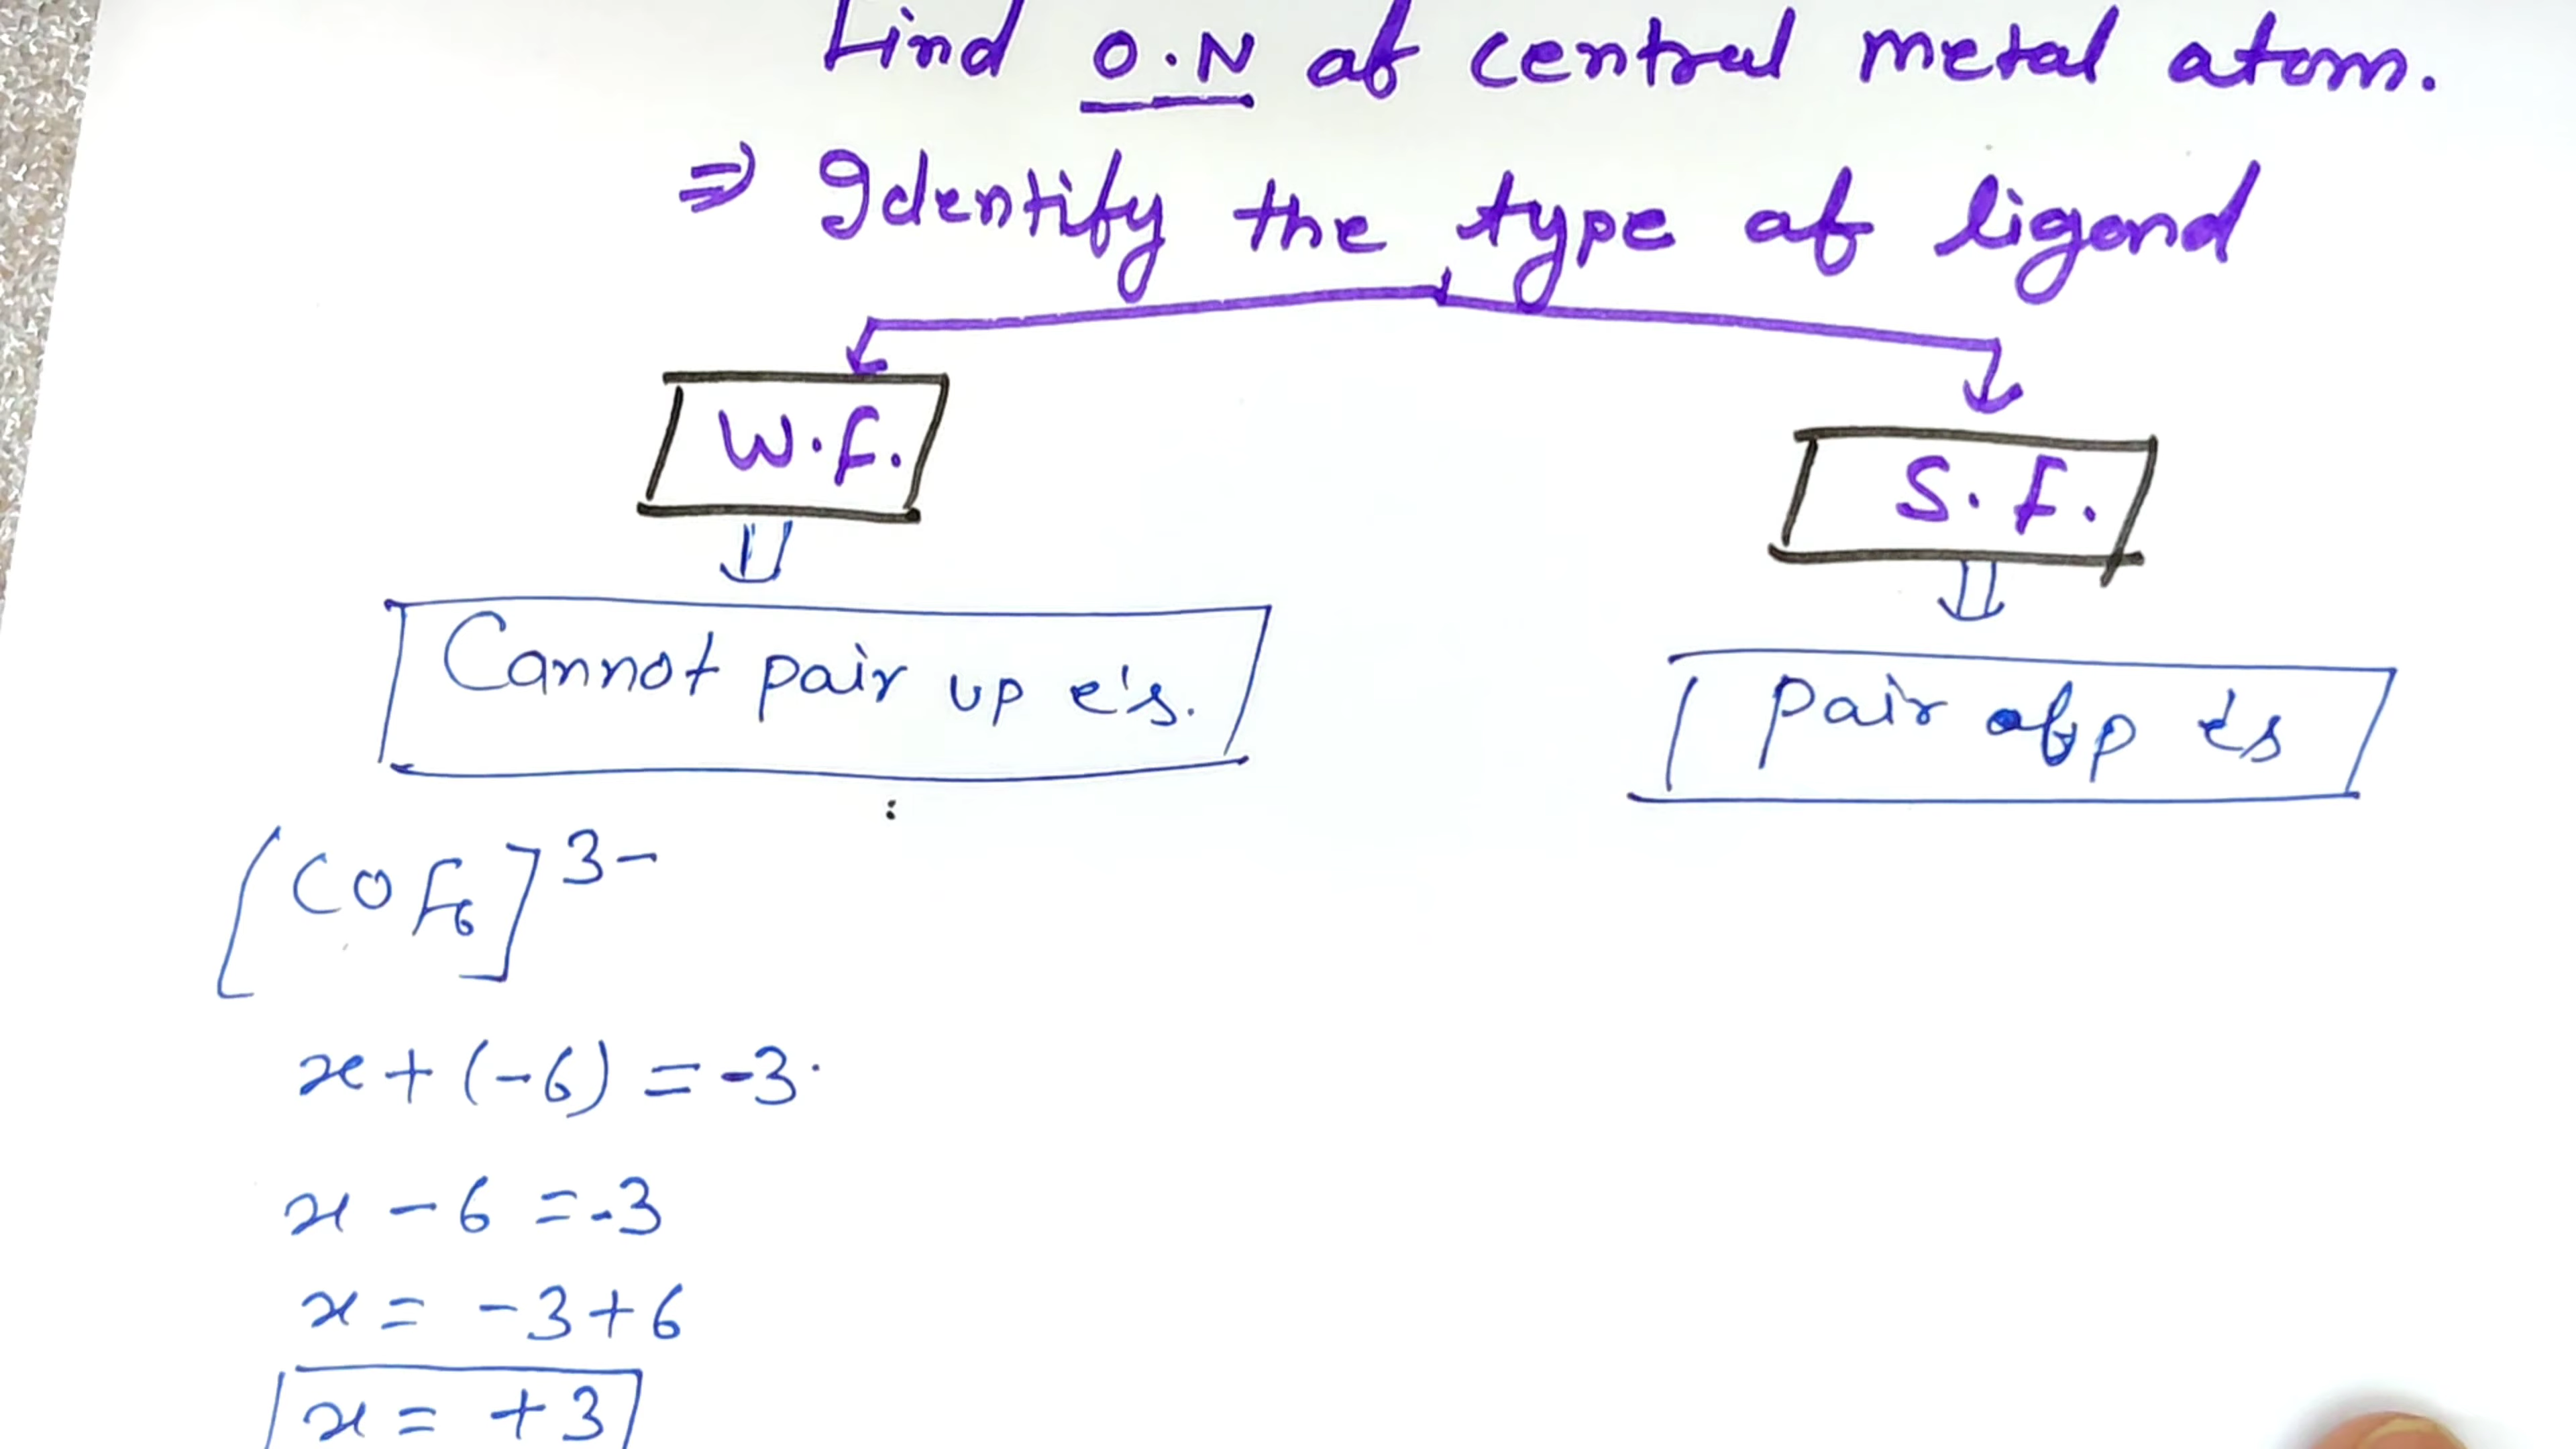 Find O.N of central metal atom.
⇒ Identify the type of ligand
W.F.
S.F.
Cannot pair up e's.
pair up e's
[CoF₆]³⁻
x + (-6) = -3.
x - 6 = -3
x = -3+6
x = +3